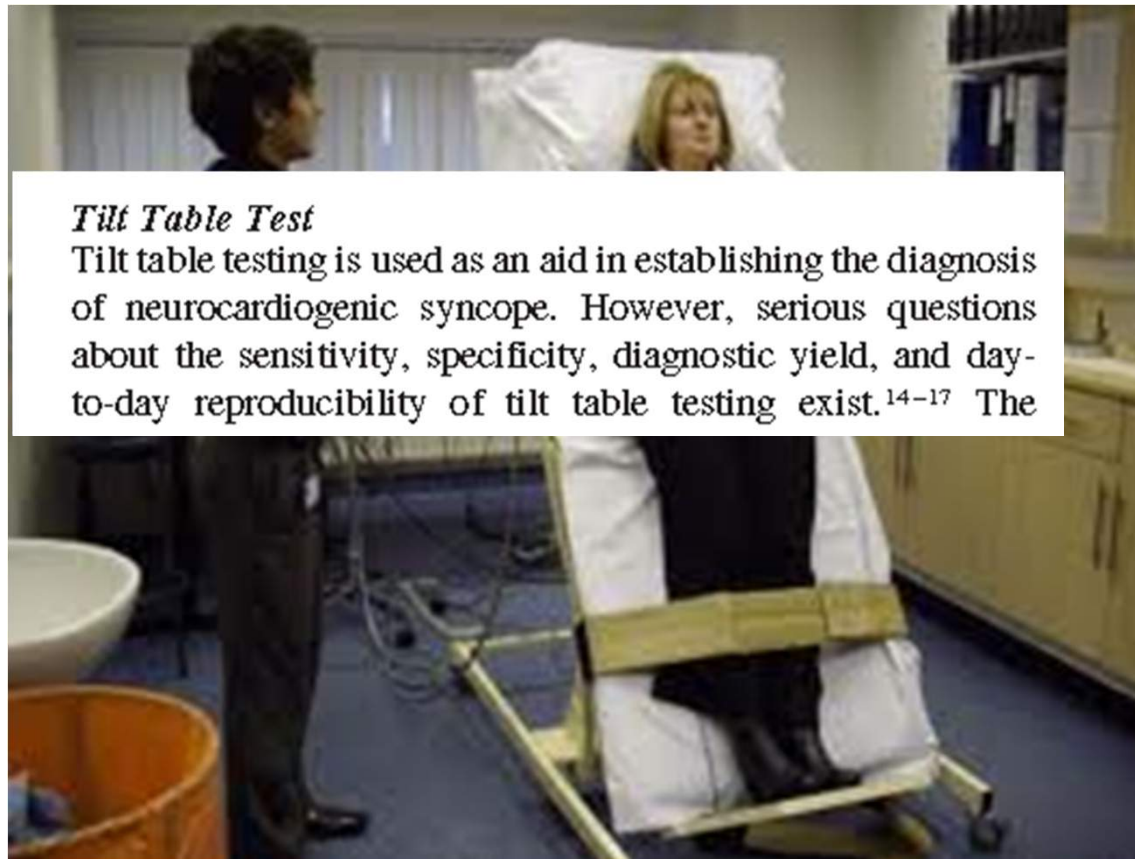 Tilt Table Test
Tilt table testing is used as an aid in establishing the diagnosis
of neurocardiogenic syncope. However, serious questions
about the sensitivity, specificity, diagnostic yield, and day-
to-day reproducibility of tilt table testing exist.14–17 The